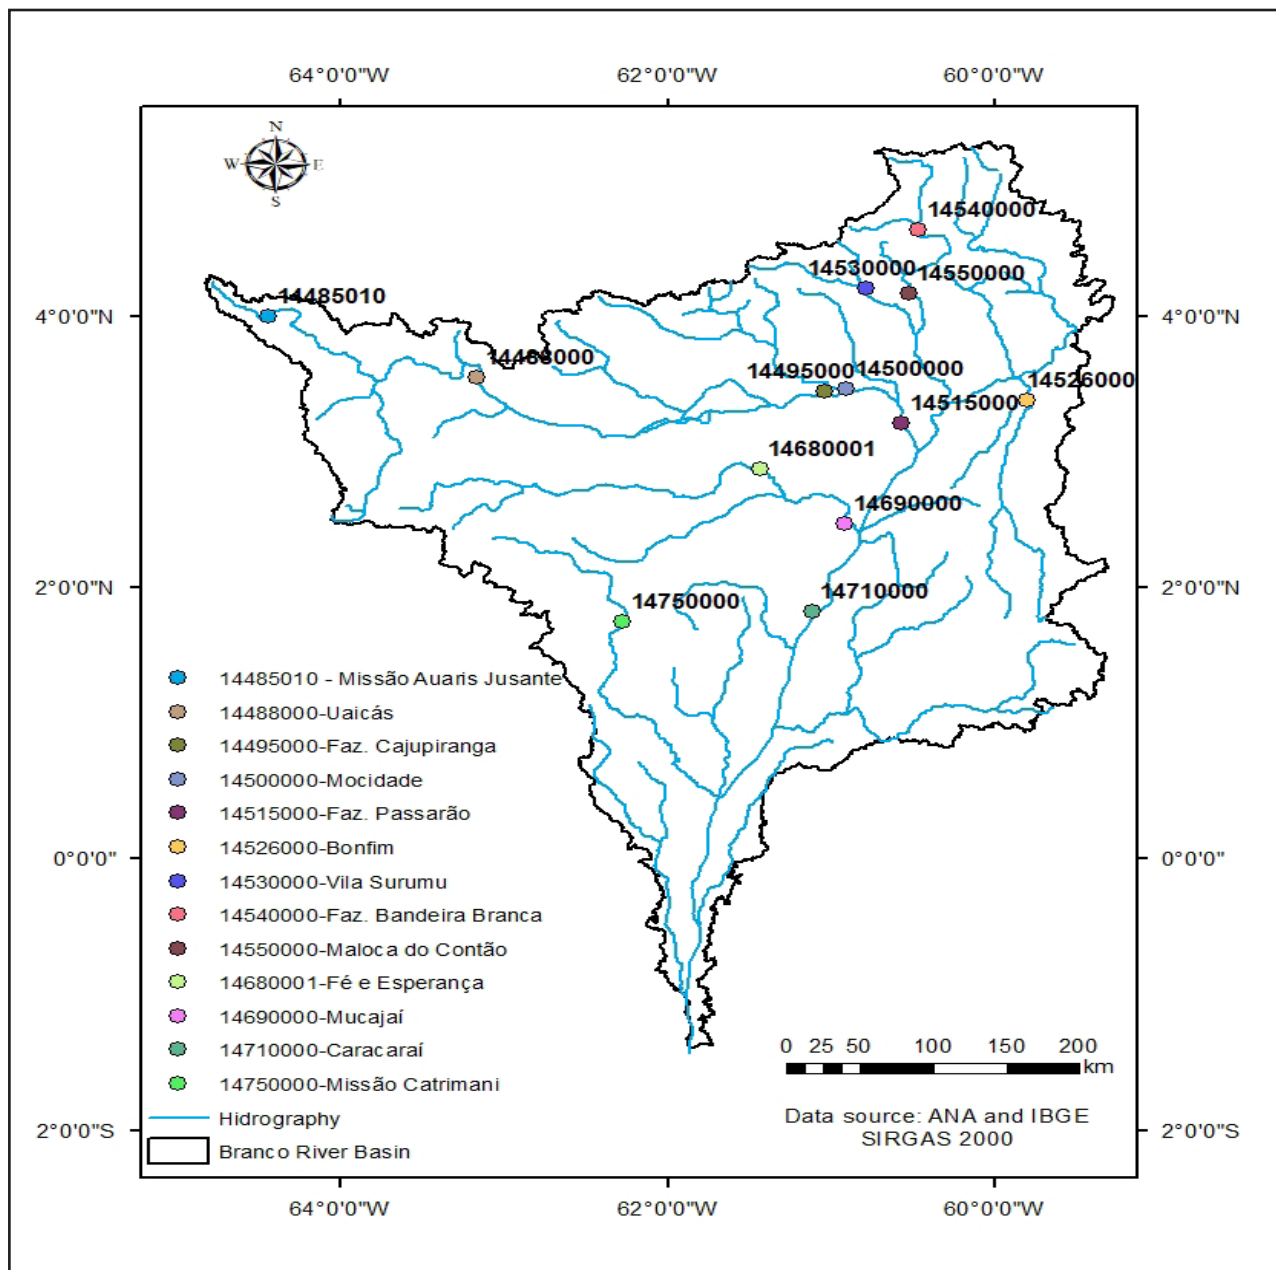 64°0'0"W 62°0'0"W 60°0'0"W
N
W E
S
14540000
14530000 14550000
14485010
4°0'0"N 4°0'0"N
14488000
14495000 14500000
14526000
14515000
14680001
14690000
2°0'0"N 2°0'0"N
14750000 14710000
14485010 - Missão Auaris Jusante
14488000-Uaicás
14495000-Faz. Cajupiranga
14500000-Mocidade
14515000-Faz. Passarão
14526000-Bonfim
0°0'0" 0°0'0"
14530000-Vila Surumu
14540000-Faz. Bandeira Branca
14550000-Maloca do Contão
14680001-Fé e Esperança
14690000-Mucajaí
14710000-Caracaraí
14750000-Missão Catrimani
0 25 50 100 150 200
km
Hidrography
Branco River Basin
Data source: ANA and IBGE
SIRGAS 2000
2°0'0"S 2°0'0"S
64°0'0"W 62°0'0"W 60°0'0"W